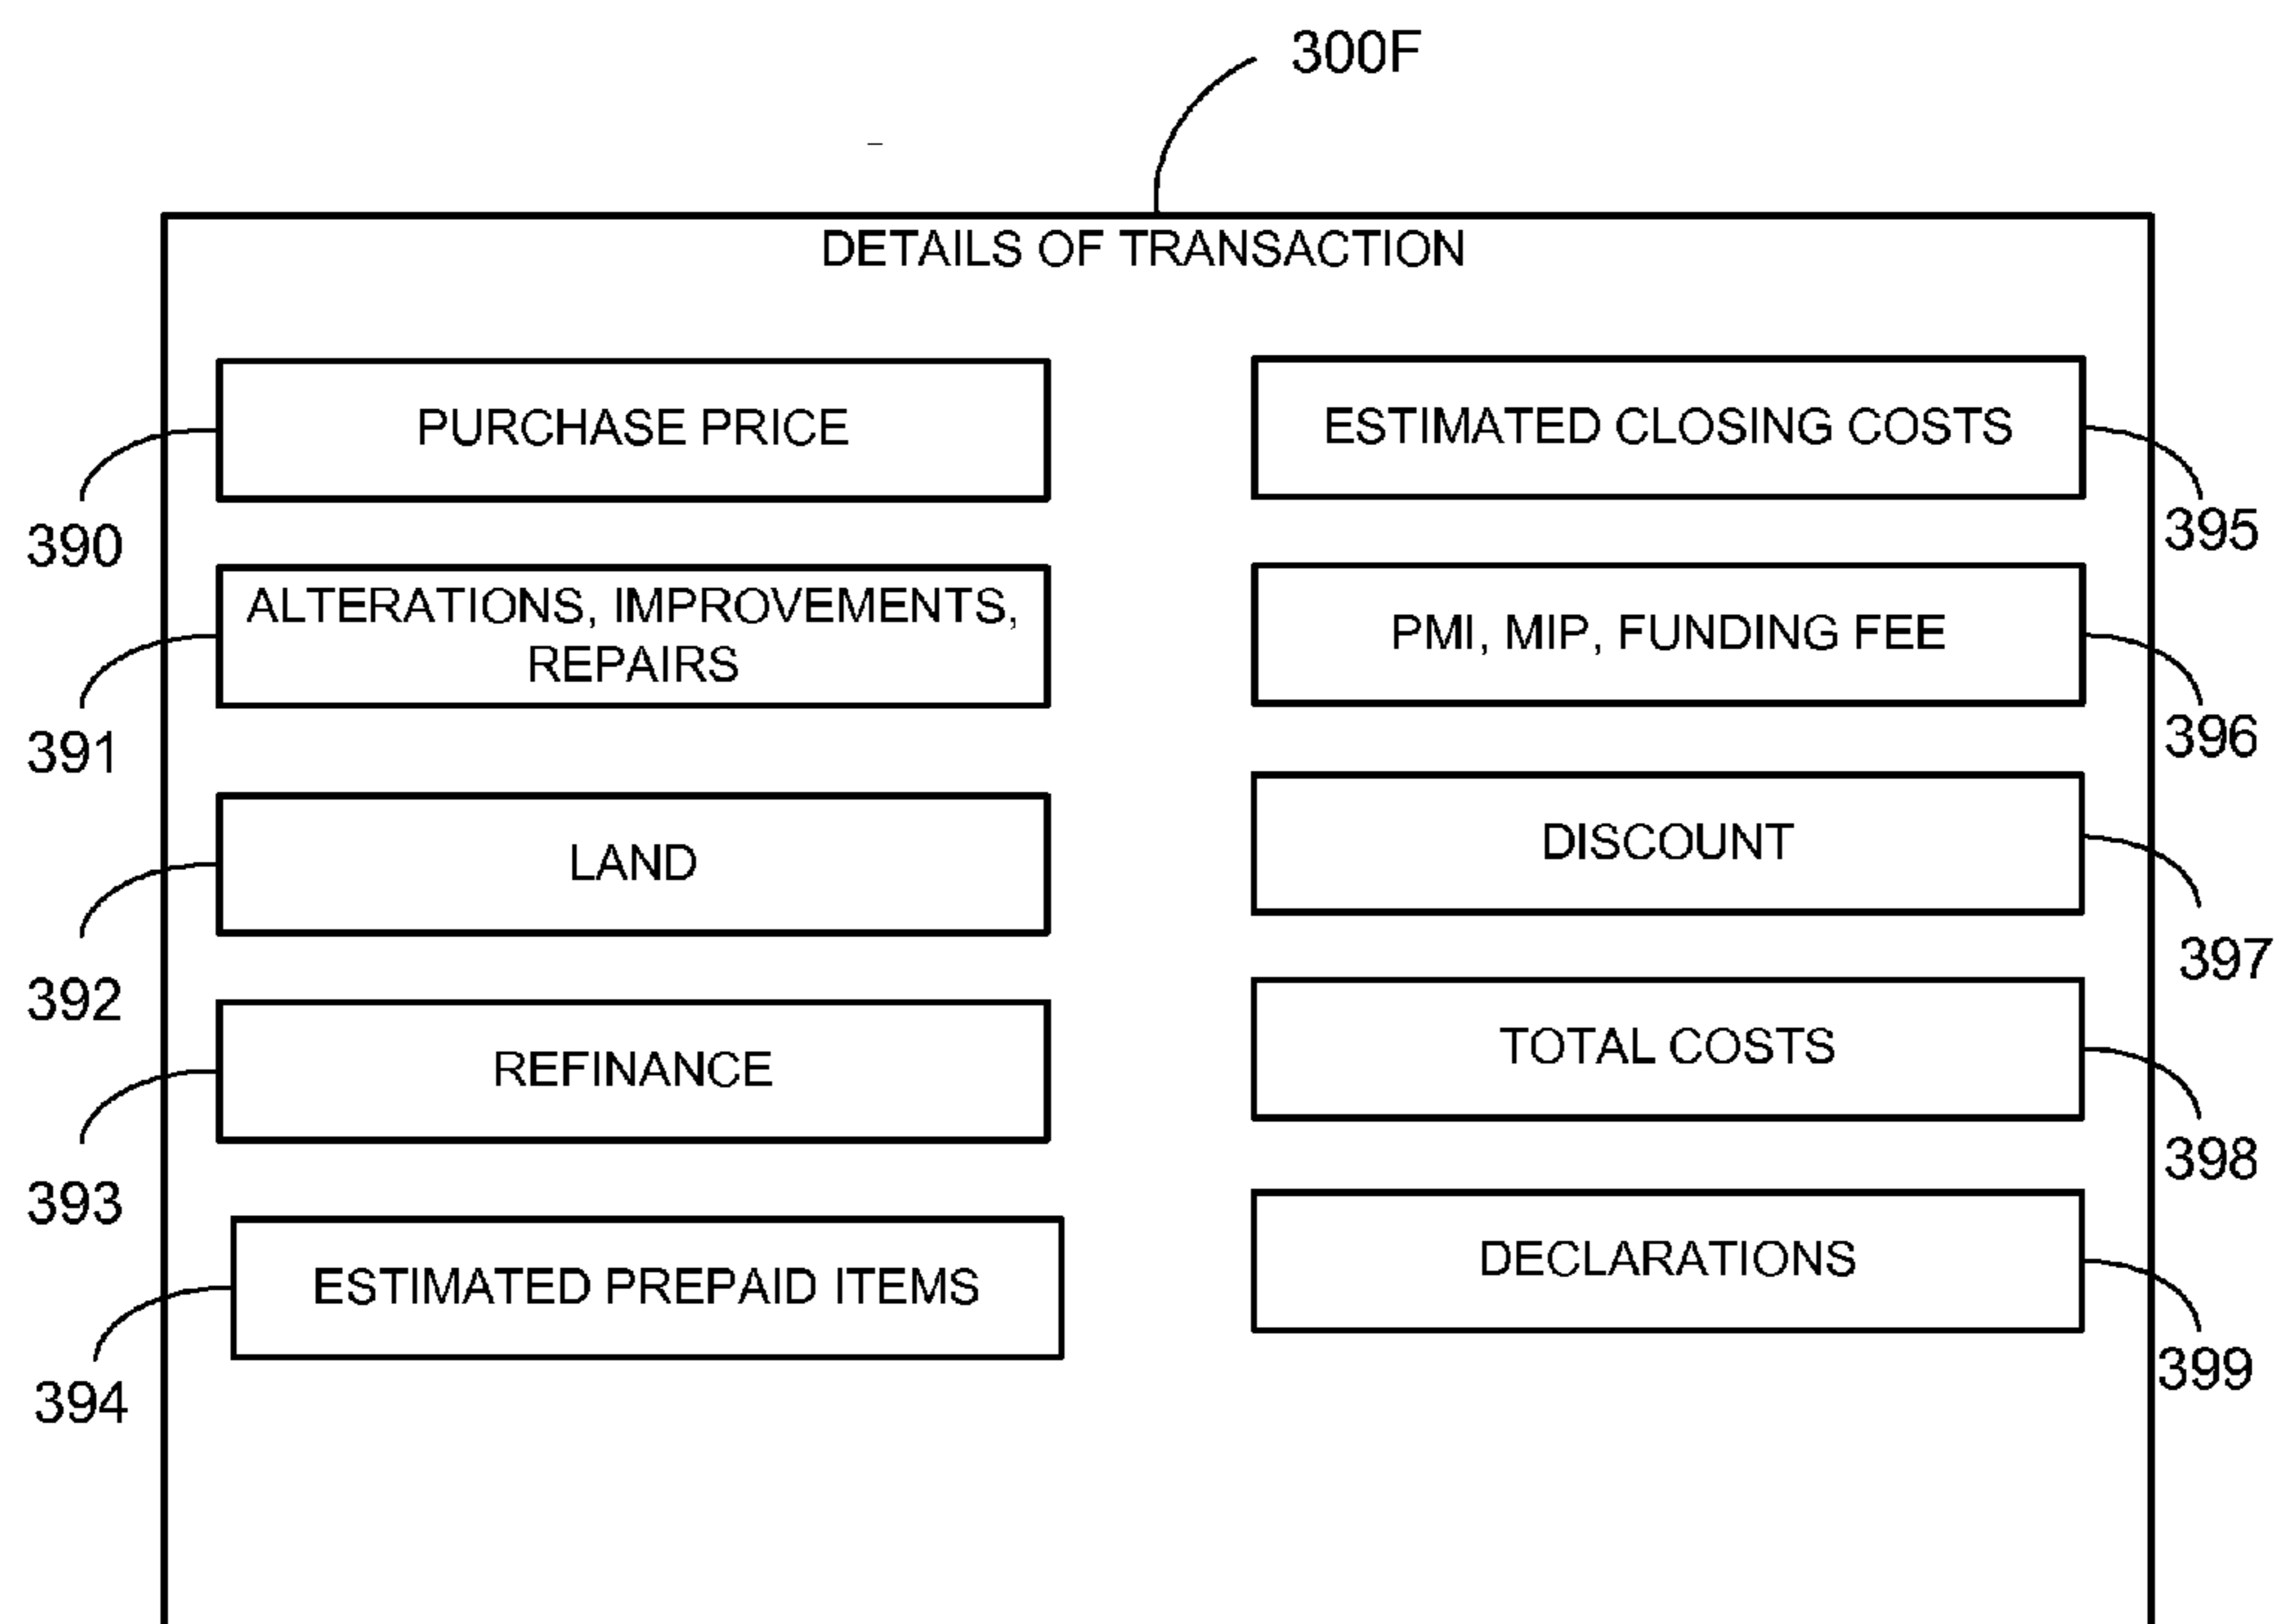 300F
DETAILS OF TRANSACTION
PURCHASE PRICE
390
ALTERATIONS, IMPROVEMENTS,
REPAIRS
391
LAND
392
REFINANCE
393
ESTIMATED PREPAID ITEMS
394
ESTIMATED CLOSING COSTS
395
PMI, MIP, FUNDING FEE
396
DISCOUNT
397
TOTAL COSTS
398
DECLARATIONS
399